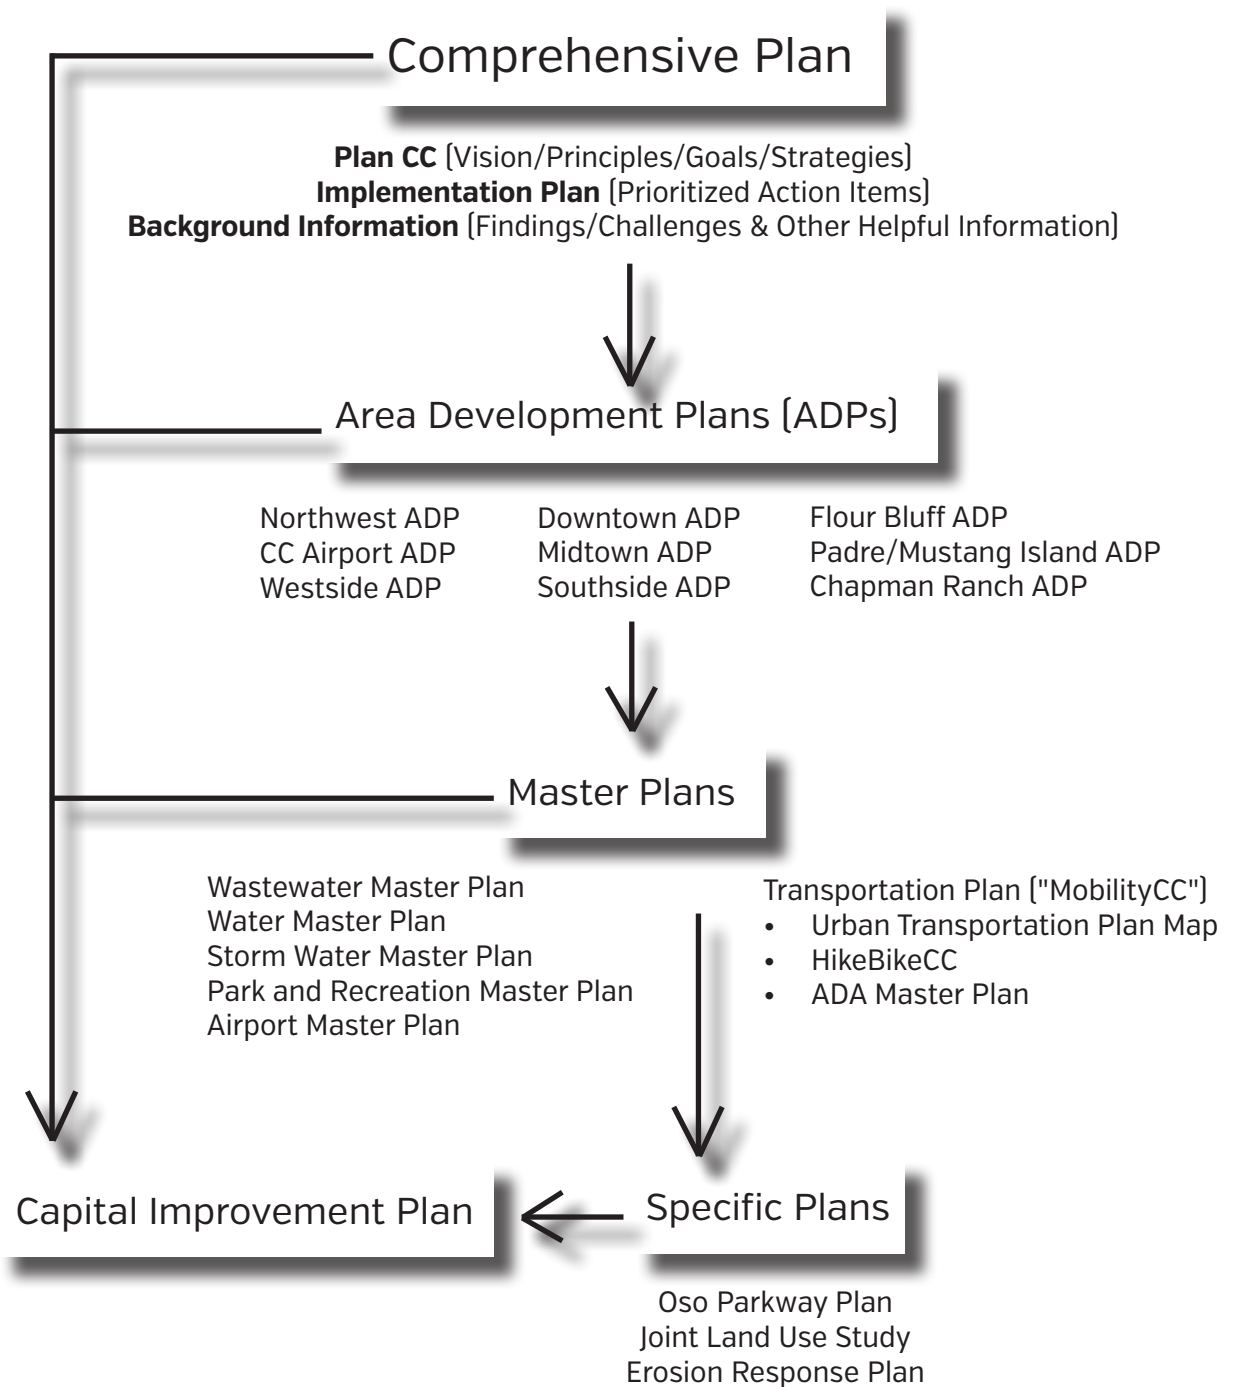 Comprehensive Plan
Plan CC (Vision/Principles/Goals/Strategies)
Implementation Plan (Prioritized Action Items)
Background Information (Findings/Challenges & Other Helpful Information)
Area Development Plans (ADPs)
Northwest ADP
CC Airport ADP
Westside ADP
Downtown ADP
Midtown ADP
Southside ADP
Flour Bluff ADP
Padre/Mustang Island ADP
Chapman Ranch ADP
Master Plans
Wastewater Master Plan
Water Master Plan
Storm Water Master Plan
Park and Recreation Master Plan
Airport Master Plan
Transportation Plan ("MobilityCC")
• Urban Transportation Plan Map
• HikeBikeCC
• ADA Master Plan
Capital Improvement Plan
Specific Plans
Oso Parkway Plan
Joint Land Use Study
Erosion Response Plan